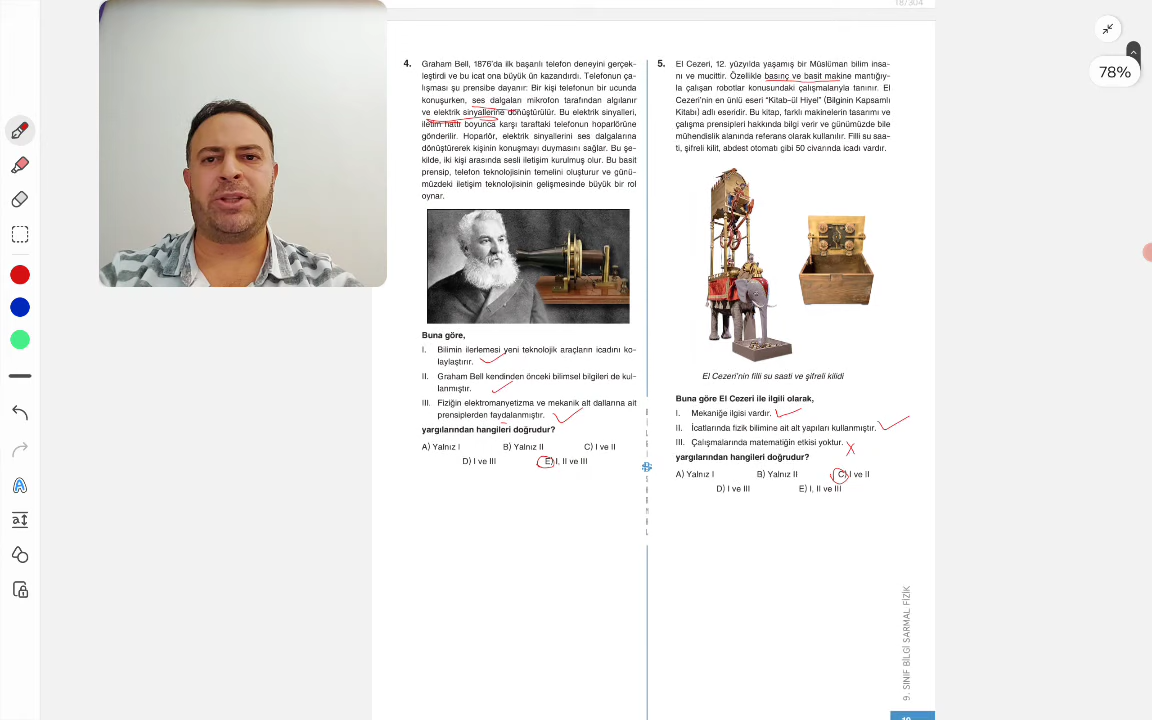 18/304
78%
4. Graham Bell, 1876'da ilk başarılı telefon deneyini gerçek-
leştirdi ve bu icat ona büyük ün kazandırdı. Telefonun ça-
lışması şu prensibe dayanır: Bir kişi telefonun bir ucunda
konuşurken, ses dalgaları mikrofon tarafından algılanır
ve elektrik sinyallerine dönüştürülür. Bu elektrik sinyalleri,
iletim hattı boyunca karşı taraftaki telefonun hoparlörüne
gönderilir. Hoparlör, elektrik sinyallerini ses dalgalarına
dönüştürerek kişinin konuşmayı duymasını sağlar. Bu şe-
kilde, iki kişi arasında sesli iletişim kurulmuş olur. Bu basit
prensip, telefon teknolojisinin temelini oluşturur ve günü-
müzdeki iletişim teknolojisinin gelişmesinde büyük bir rol
oynar.
Buna göre,
I. Bilimin ilerlemesi yeni teknolojik araçların icadını ko-
laylaştırır.
II. Graham Bell kendinden önceki bilimsel bilgileri de kul-
lanmıştır.
III. Fiziğin elektromanyetizma ve mekanik alt dallarına ait
prensiplerden faydalanmıştır.
yargılarından hangileri doğrudur?
A) Yalnız I B) Yalnız II C) I ve II
D) I ve III E) I, II ve III
5. El Cezeri, 12. yüzyılda yaşamış bir Müslüman bilim insa-
nı ve mucittir. Özellikle basınç ve basit makine mantığıy-
la çalışan robotlar konusundaki çalışmalarıyla tanınır. El
Cezeri'nin en ünlü eseri "Kitab-ül Hiyel" (Bilginin Kapsamlı
Kitabı) adlı eseridir. Bu kitap, farklı makinelerin tasarımı ve
çalışma prensipleri hakkında bilgi verir ve günümüzde bile
mühendislik alanında referans olarak kullanılır. Filli su saa-
ti, şifreli kilit, abdest otomatı gibi 50 civarında icadı vardır.
El Cezeri'nin filli su saati ve şifreli kilidi
Buna göre El Cezeri ile ilgili olarak,
I. Mekaniğe ilgisi vardır.
II. İcatlarında fizik bilimine ait alt yapıları kullanmıştır.
III. Çalışmalarında matematiğin etkisi yoktur.
yargılarından hangileri doğrudur?
A) Yalnız I B) Yalnız II C) I ve II
D) I ve III E) I, II ve III
9. SINIF BİLGİ SARMAL FİZİK